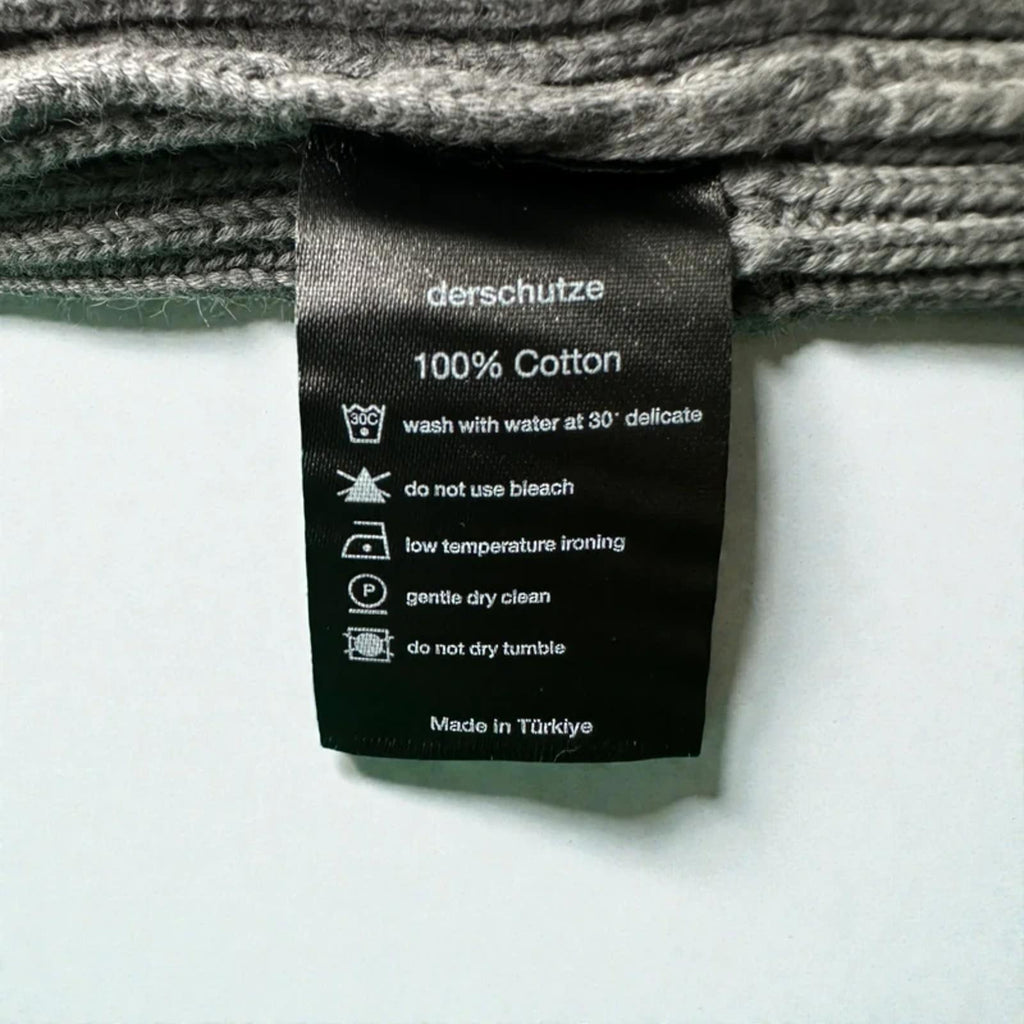 derschutze
100% Cotton
30C wash with water at 30° delicate
do not use bleach
low temperature ironing
P gentle dry clean
do not dry tumble
Made in Türkiye